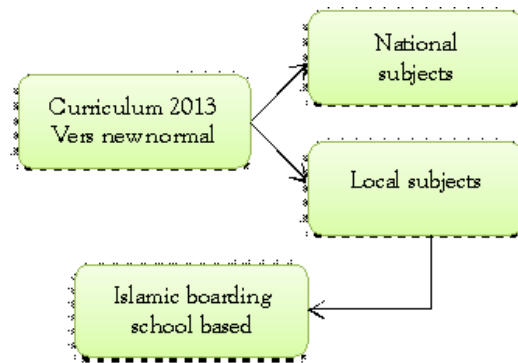 National
subjects
Curriculum 2013
Vers newnormal
Local subjects
Islamic boarding
school based